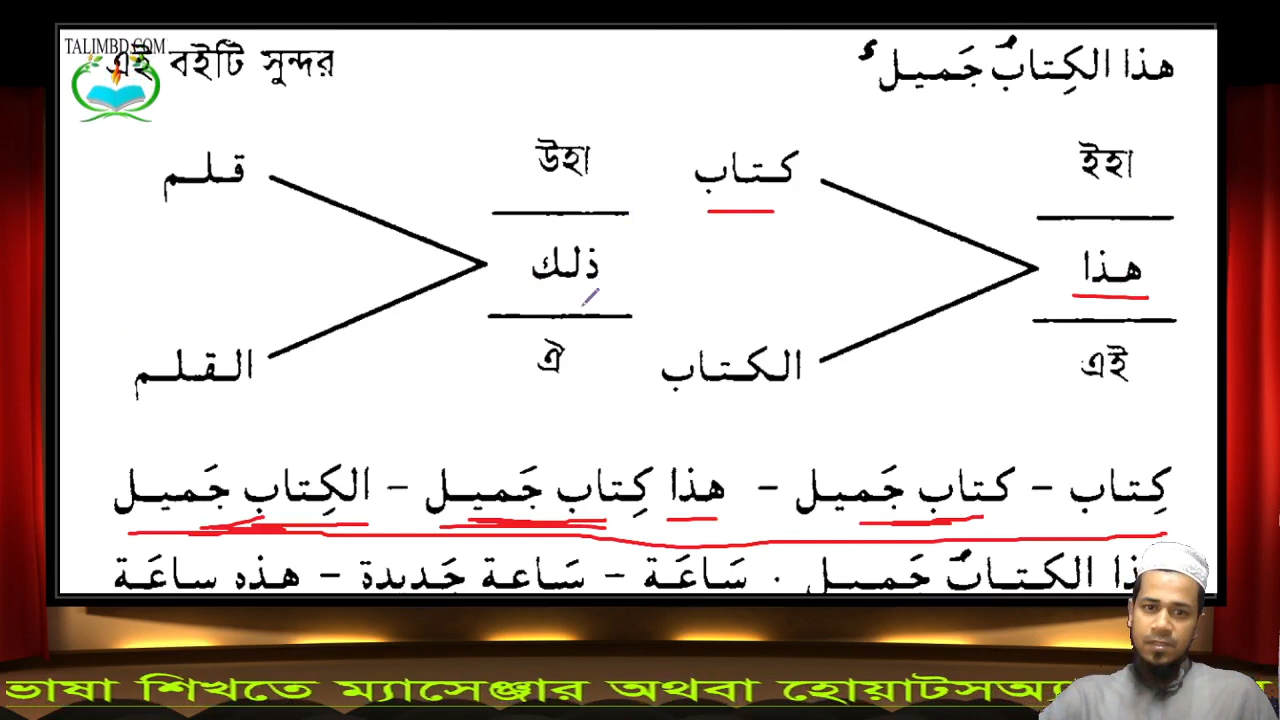 TALIMBD.COM
هذا الكِتابُ جَميلٌ
এই বইটি সুন্দর
ইহা
كتاب
উহা
قلم
هذا
ذلك
এই
الكتاب
ঐ
القلم
كِتاب – كتاب جَميل – هذا كِتاب جَميل – الكِتاب جَميل
هذا الكتابُ جَميل . سَاعَة – سَاعة جَديدة – هذه ساعَة
ভাষা শিখতে ম্যাসেঞ্জার অথবা হোয়াটসঅ্যা